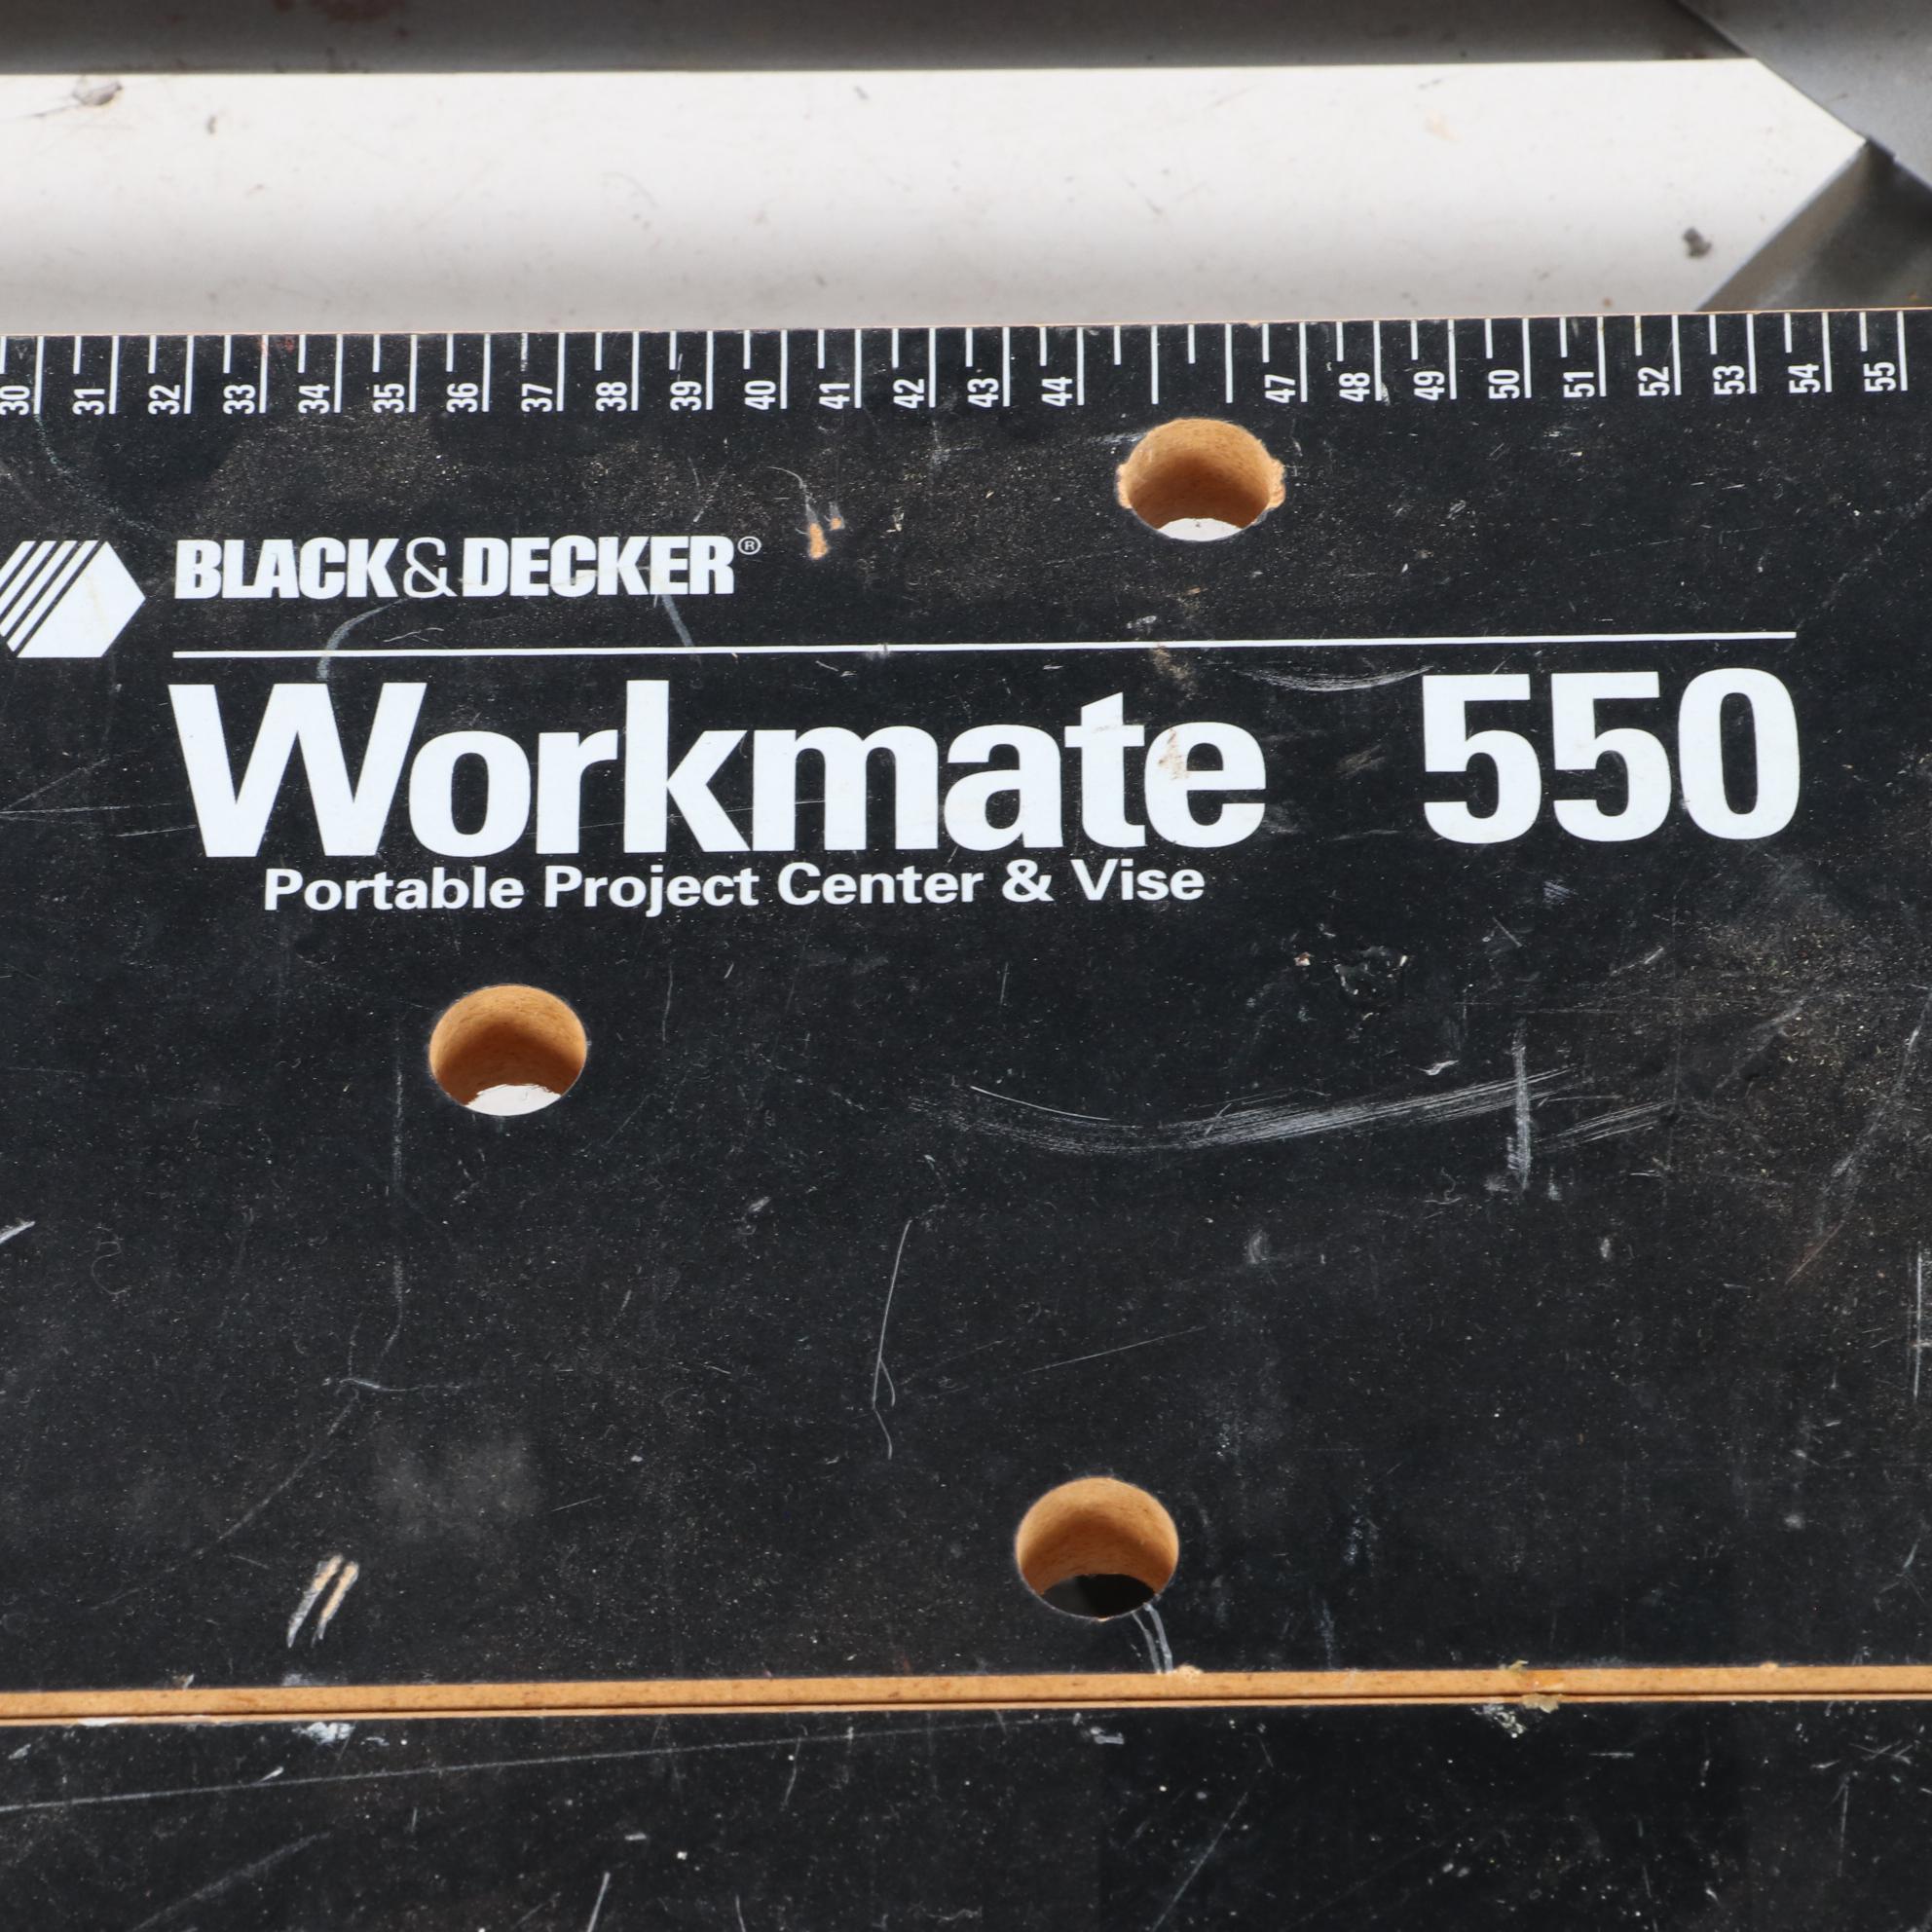 30 31 32 33 34 35 36 37 38 39 40 41 42 43 44 47 48 49 50 51 52 53 54 55
BLACK & DECKER®
Workmate 550
Portable Project Center & Vise